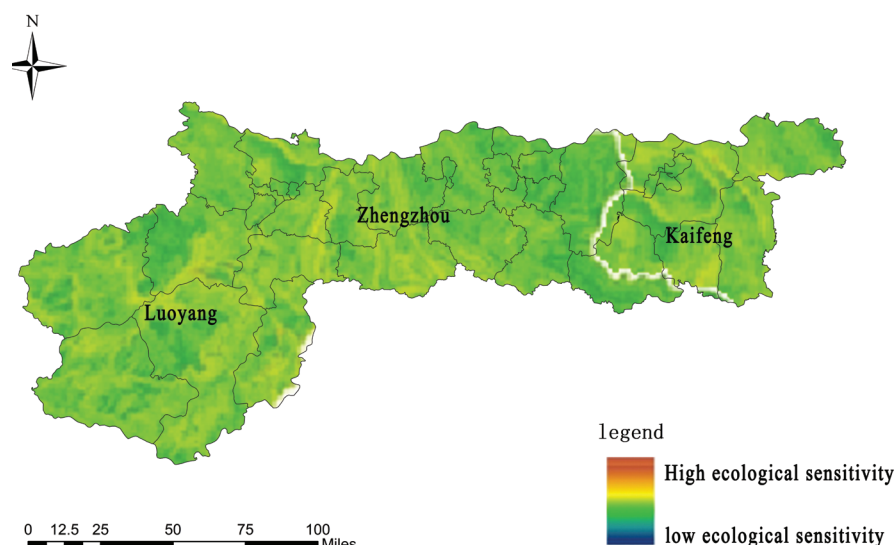 N
Zhengzhou
Kaifeng
Luoyang
legend
High ecological sensitivity
low ecological sensitivity
0 12.5 25 50 75 100
Miles